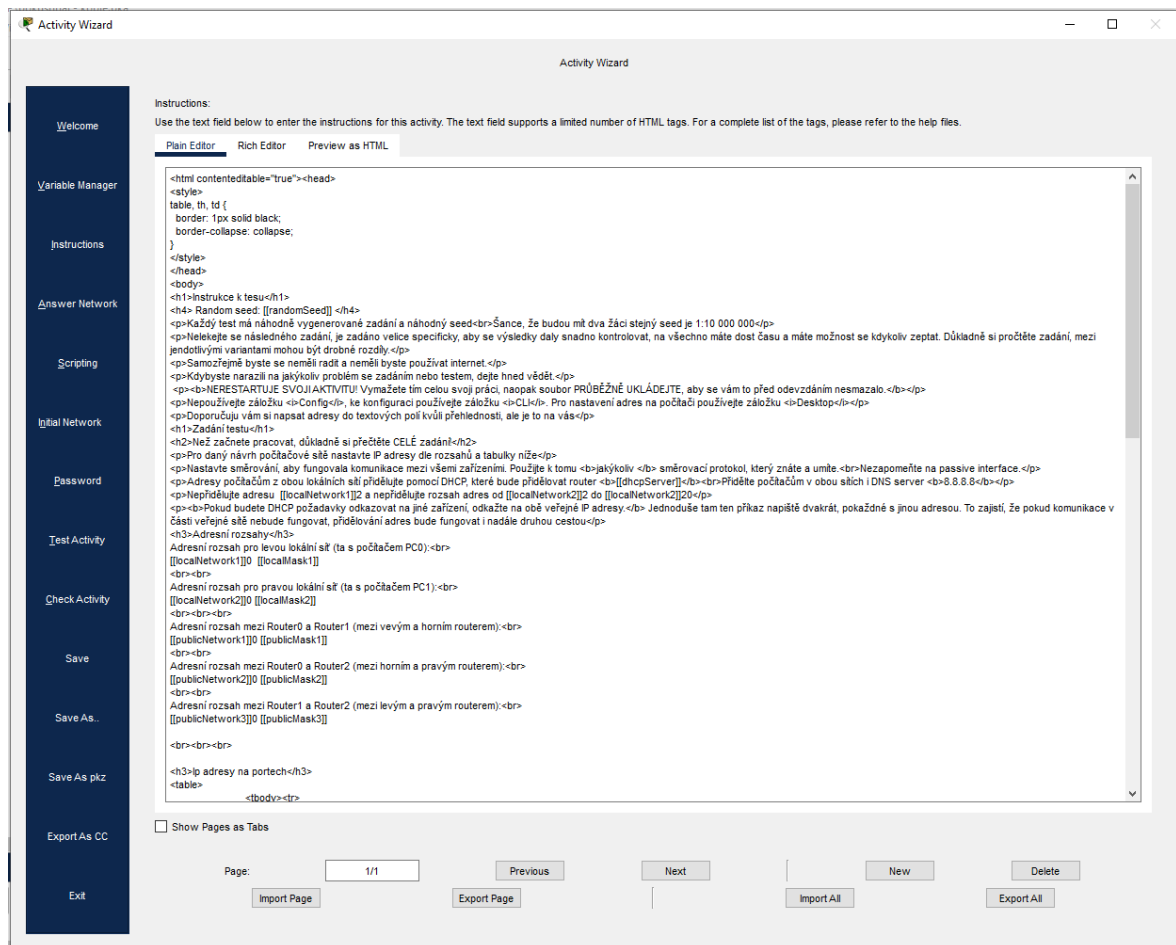 Activity Wizard
Activity Wizard
Welcome
Variable Manager
Instructions
Answer Network
Scripting
Initial Network
Password
Test Activity
Check Activity
Save
Save As..
Save As pkz
Export As CC
Exit
Instructions:
Use the text field below to enter the instructions for this activity. The text field supports a limited number of HTML tags. For a complete list of the tags, please refer to the help files.
Plain Editor Rich Editor Preview as HTML
<html contenteditable="true"><head>
<style>
table, th, td {
border: 1px solid black;
border-collapse: collapse;
}
</style>
</head>
<body>
<h1>Instrukce k tesu</h1>
<h4> Random seed: [[randomSeed]] </h4>
<p>Každý test má náhodně vygenerované zadání a náhodný seed<br>Šance, že budou mít dva žáci stejný seed je 1:10 000 000</p>
<p>Nelekejte se následného zadání, je zadáno velice specificky, aby se výsledky daly snadno kontrolovat, na všechno máte dost času a máte možnost se kdykoliv zeptat. Důkladně si pročtěte zadání, mezi
jendotlivými variantami mohou být drobné rozdíly.</p>
<p>Samozřejmě byste se neměli radit a neměli byste používat internet.</p>
<p>Kdybyste narazili na jakýkoliv problém se zadáním nebo testem, dejte hned vědět.</p>
<p><b>NERESTARTUJE SVOJI AKTIVITU! Vymažete tím celou svoji práci, naopak soubor PRŮBĚŽNĚ UKLÁDEJTE, aby se vám to před odevzdáním nesmazalo.</b></p>
<p>Nepoužívejte záložku <i>Config</i>, ke konfiguraci používejte záložku <i>CLI</i>. Pro nastavení adres na počítači používejte záložku <i>Desktop</i></p>
<p>Doporučuju vám si napsat adresy do textových polí kvůli přehlednosti, ale je to na vás</p>
<h1>Zadání testu</h1>
<h2>Než začnete pracovat, důkladně si přečtěte CELÉ zadání!</h2>
<p>Pro daný návrh počítačové sítě nastavte IP adresy dle rozsahů a tabulky níže</p>
<p>Nastavte směrování, aby fungovala komunikace mezi všemi zařízeními. Použijte k tomu <b>jakýkoliv </b> směrovací protokol, který znáte a umíte.<br>Nezapomeňte na passive interface.</p>
<p>Adresy počítačům z obou lokálních sítí přidělujte pomocí DHCP, které bude přidělovat router <b>[[dhcpServer]]</b><br>Přidělte počítačům v obou sítích i DNS server <b>8.8.8.8</b></p>
<p>Nepřidělujte adresu  [[localNetwork1]]2 a nepřidělujte rozsah adres od [[localNetwork2]]2 do [[localNetwork2]]20</p>
<p><b>Pokud budete DHCP požadavky odkazovat na jiné zařízení, odkažte na obě veřejné IP adresy.</b> Jednoduše tam ten příkaz napiště dvakrát, pokaždné s jinou adresou. To zajistí, že pokud komunikace v
části veřejné sítě nebude fungovat, přidělování adres bude fungovat i nadále druhou cestou</p>
<h3>Adresní rozsahy</h3>
Adresní rozsah pro levou lokální síť (ta s počítačem PC0):<br>
[[localNetwork1]]0  [[localMask1]]
<br><br>
Adresní rozsah pro pravou lokální síť (ta s počítačem PC1):<br>
[[localNetwork2]]0 [[localMask2]]
<br><br><br>
Adresní rozsah mezi Router0 a Router1 (mezi vevým a horním routerem):<br>
[[publicNetwork1]]0 [[publicMask1]]
<br><br>
Adresní rozsah mezi Router0 a Router2 (mezi horním a pravým routerem):<br>
[[publicNetwork2]]0 [[publicMask2]]
<br><br>
Adresní rozsah mezi Router1 a Router2 (mezi levým a pravým routerem):<br>
[[publicNetwork3]]0 [[publicMask3]]
<br><br><br>
<h3>Ip adresy na portech</h3>
<table>
<tbody><tr>
Show Pages as Tabs
Page: 1/1 Previous Next New Delete
Import Page Export Page Import All Export All